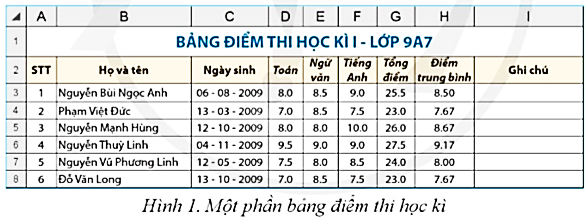 A B C D E F G H I
1 BẢNG ĐIỂM THI HỌC KÌ I - LỚP 9A7
2 STT Họ và tên Ngày sinh Toán Ngữ văn Tiếng Anh Tổng điểm Điểm trung bình Ghi chú
3 1 Nguyễn Bùi Ngọc Anh 06 - 08 - 2009 8.0 8.5 9.0 25.5 8.50
4 2 Phạm Việt Đức 13 - 03 - 2009 7.0 8.5 7.5 23.0 7.67
5 3 Nguyễn Mạnh Hùng 12 - 10 - 2009 8.0 8.0 10.0 26.0 8.67
6 4 Nguyễn Thuỳ Linh 04 - 11 - 2009 9.5 9.0 9.0 27.5 9.17
7 5 Nguyễn Vũ Phương Linh 12 - 05 - 2009 7.5 8.0 8.5 24.0 8.00
8 6 Đỗ Văn Long 13 - 10 - 2009 7.0 8.5 7.5 23.0 7.67
Hình 1. Một phần bảng điểm thi học kì